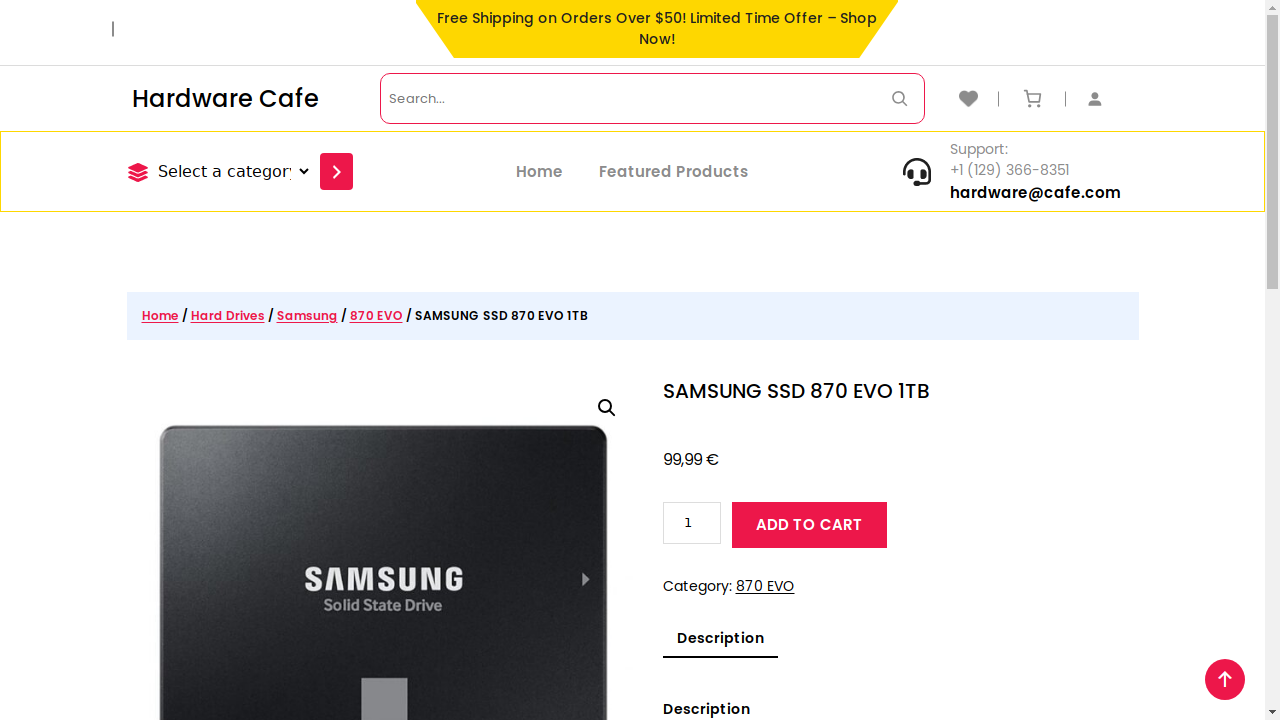 Free Shipping on Orders Over $50! Limited Time Offer – Shop
Now!
Hardware Cafe
Search...
Select a category
Home
Featured Products
Support:
+1 (129) 366-8351
hardware@cafe.com
Home / Hard Drives / Samsung / 870 EVO / SAMSUNG SSD 870 EVO 1TB
SAMSUNG SSD 870 EVO 1TB
99,99 €
1
ADD TO CART
Category: 870 EVO
Description
Description
SAMSUNG
Solid State Drive